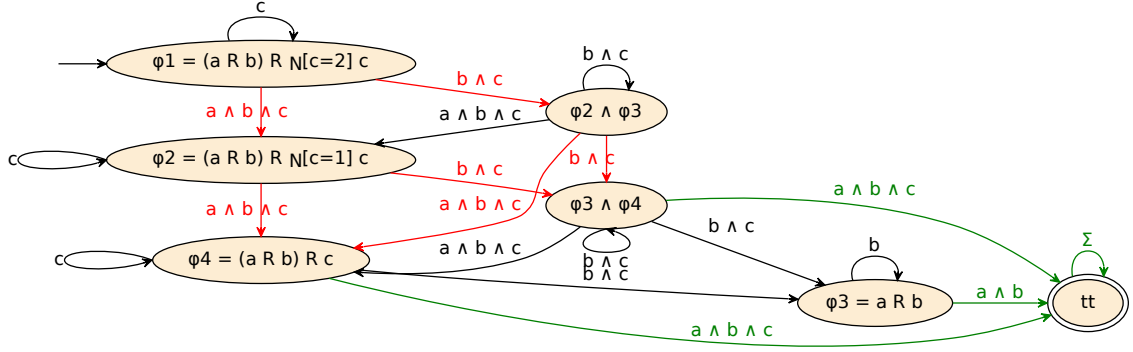 c
φ1 = (a R b) R N[c=2] c
b ∧ c
b ∧ c
a ∧ b ∧ c
a ∧ b ∧ c
φ2 ∧ φ3
c
φ2 = (a R b) R N[c=1] c
b ∧ c
b ∧ c
a ∧ b ∧ c
a ∧ b ∧ c
a ∧ b ∧ c
φ3 ∧ φ4
b ∧ c
a ∧ b ∧ c
c
φ4 = (a R b) R c
b ∧ c
b ∧ c
b
Σ
φ3 = a R b
a ∧ b
tt
a ∧ b ∧ c